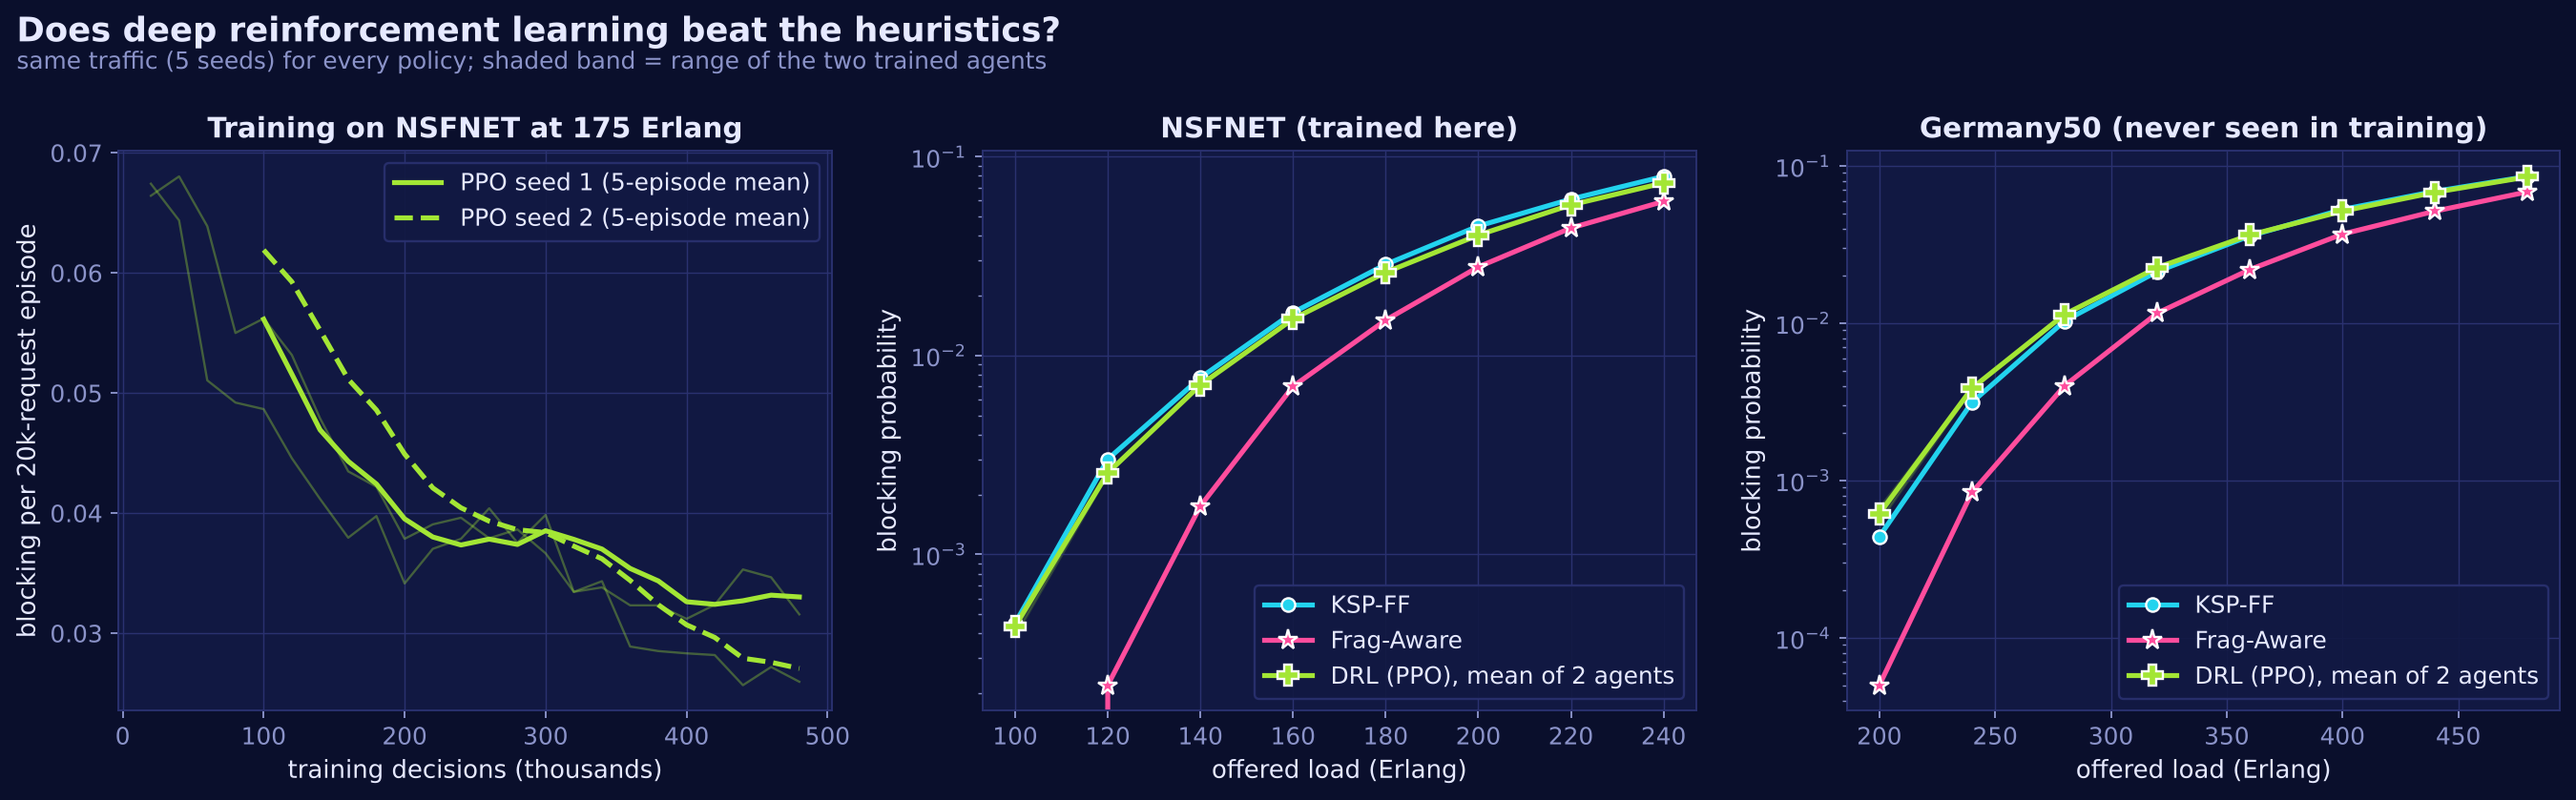 Does deep reinforcement learning beat the heuristics?
same traffic (5 seeds) for every policy; shaded band = range of the two trained agents
Training on NSFNET at 175 Erlang
blocking per 20k-request episode
0.07
0.06
0.05
0.04
0.03
PPO seed 1 (5-episode mean)
PPO seed 2 (5-episode mean)
0 100 200 300 400 500
training decisions (thousands)
NSFNET (trained here)
blocking probability
10⁻¹
10⁻²
10⁻³
KSP-FF
Frag-Aware
DRL (PPO), mean of 2 agents
100 120 140 160 180 200 220 240
offered load (Erlang)
Germany50 (never seen in training)
blocking probability
10⁻¹
10⁻²
10⁻³
10⁻⁴
KSP-FF
Frag-Aware
DRL (PPO), mean of 2 agents
200 250 300 350 400 450
offered load (Erlang)